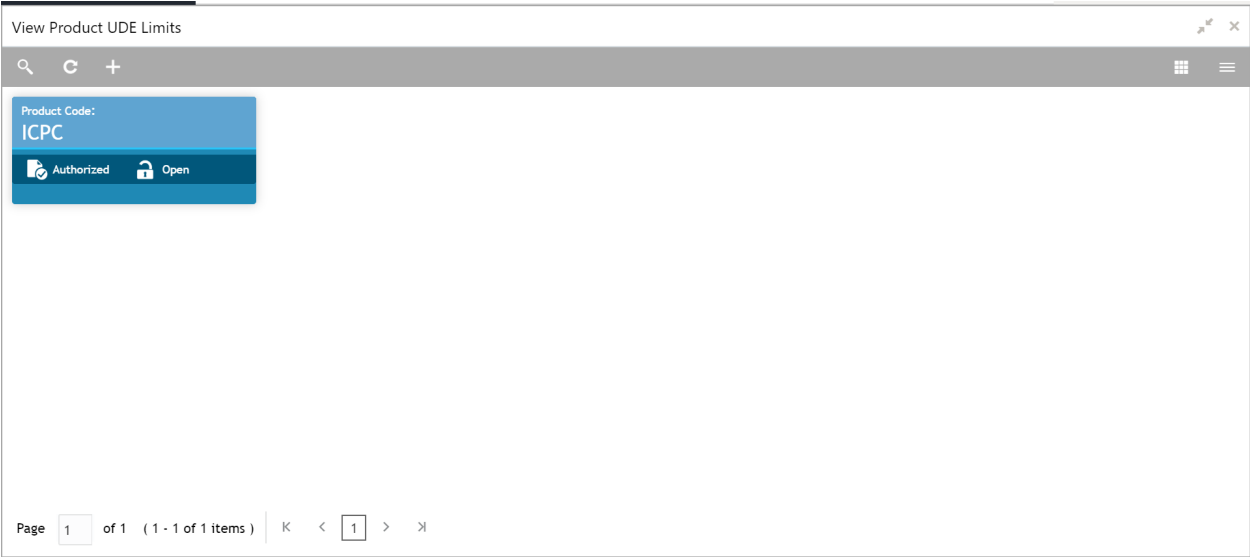 View Product UDE Limits
Product Code:
ICPC
Authorized Open
Page 1 of 1 ( 1 - 1 of 1 items ) 1